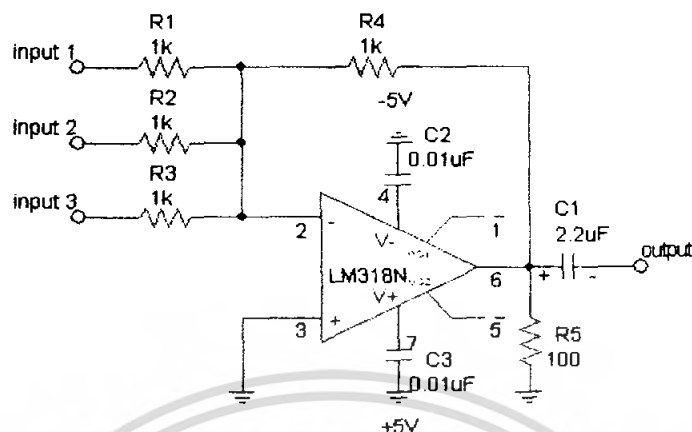 R1
1k
input 1
R2
1k
input 2
R3
1k
input 3
R4
1k
-5V
C2
0.01uF
4
2
-
V-
1
LM318N
6
V+
3
+
5
7
C3
0.01uF
+5V
C1
2.2uF
+
-
output
R5
100